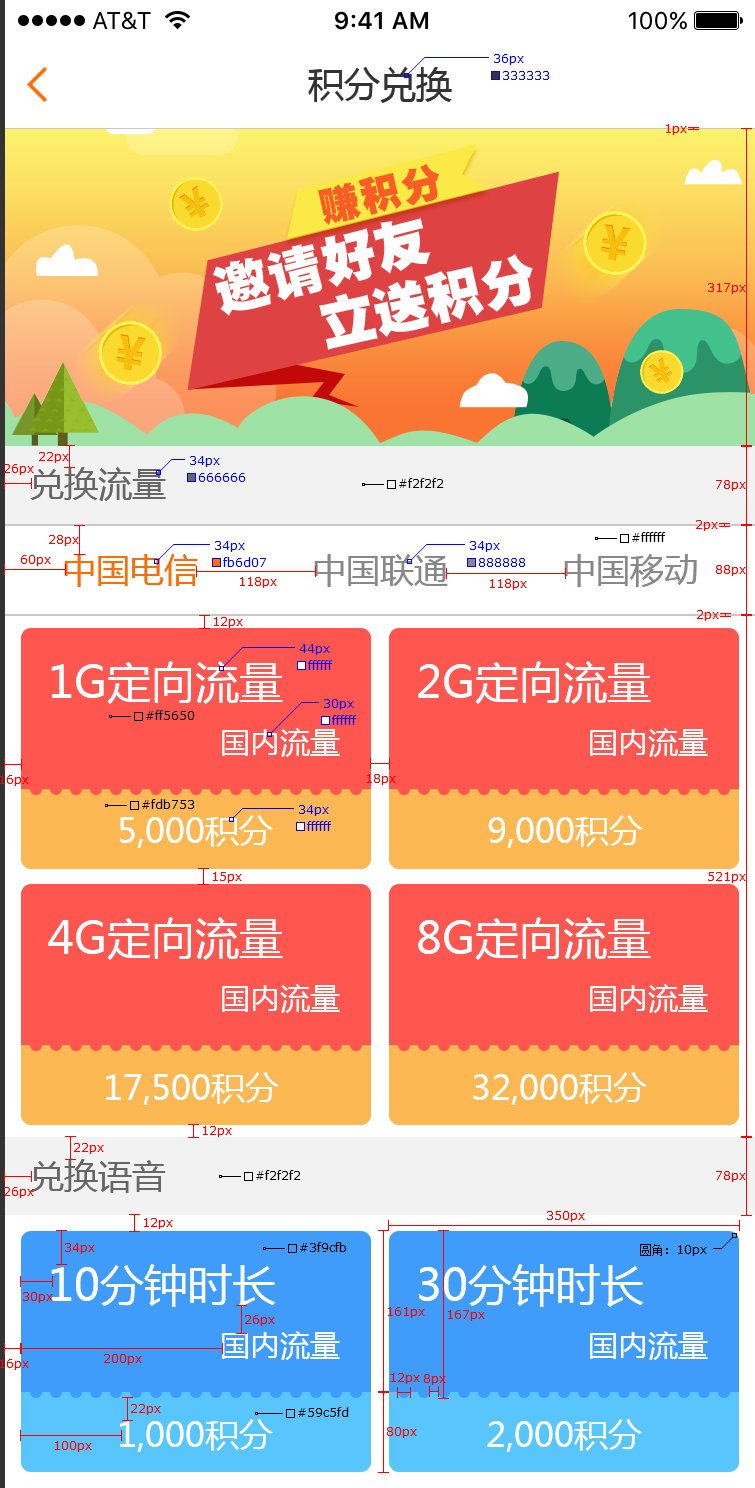 AT&T 9:41 AM 100%
积分兑换
36px
333333
1px
赚积分
邀请好友
立送积分
317px
22px
26px
兑换流量
34px
666666
#f2f2f2
78px
2px
28px
60px
中国电信
34px
fb6d07
118px
中国联通
34px
888888
118px
中国移动
#ffffff
88px
2px
12px
1G定向流量
44px
ffffff
30px
ffffff
#ff5650
国内流量
16px
#fdb753
34px
ffffff
5,000积分
18px
2G定向流量
国内流量
9,000积分
15px
521px
4G定向流量
国内流量
17,500积分
8G定向流量
国内流量
32,000积分
12px
22px
26px
兑换语音
#f2f2f2
78px
12px
350px
34px
#3f9cfb
圆角：10px
30px
10分钟时长
26px
国内流量
16px
200px
22px
#59c5fd
100px
1,000积分
30分钟时长
161px
167px
国内流量
12px
8px
80px
2,000积分